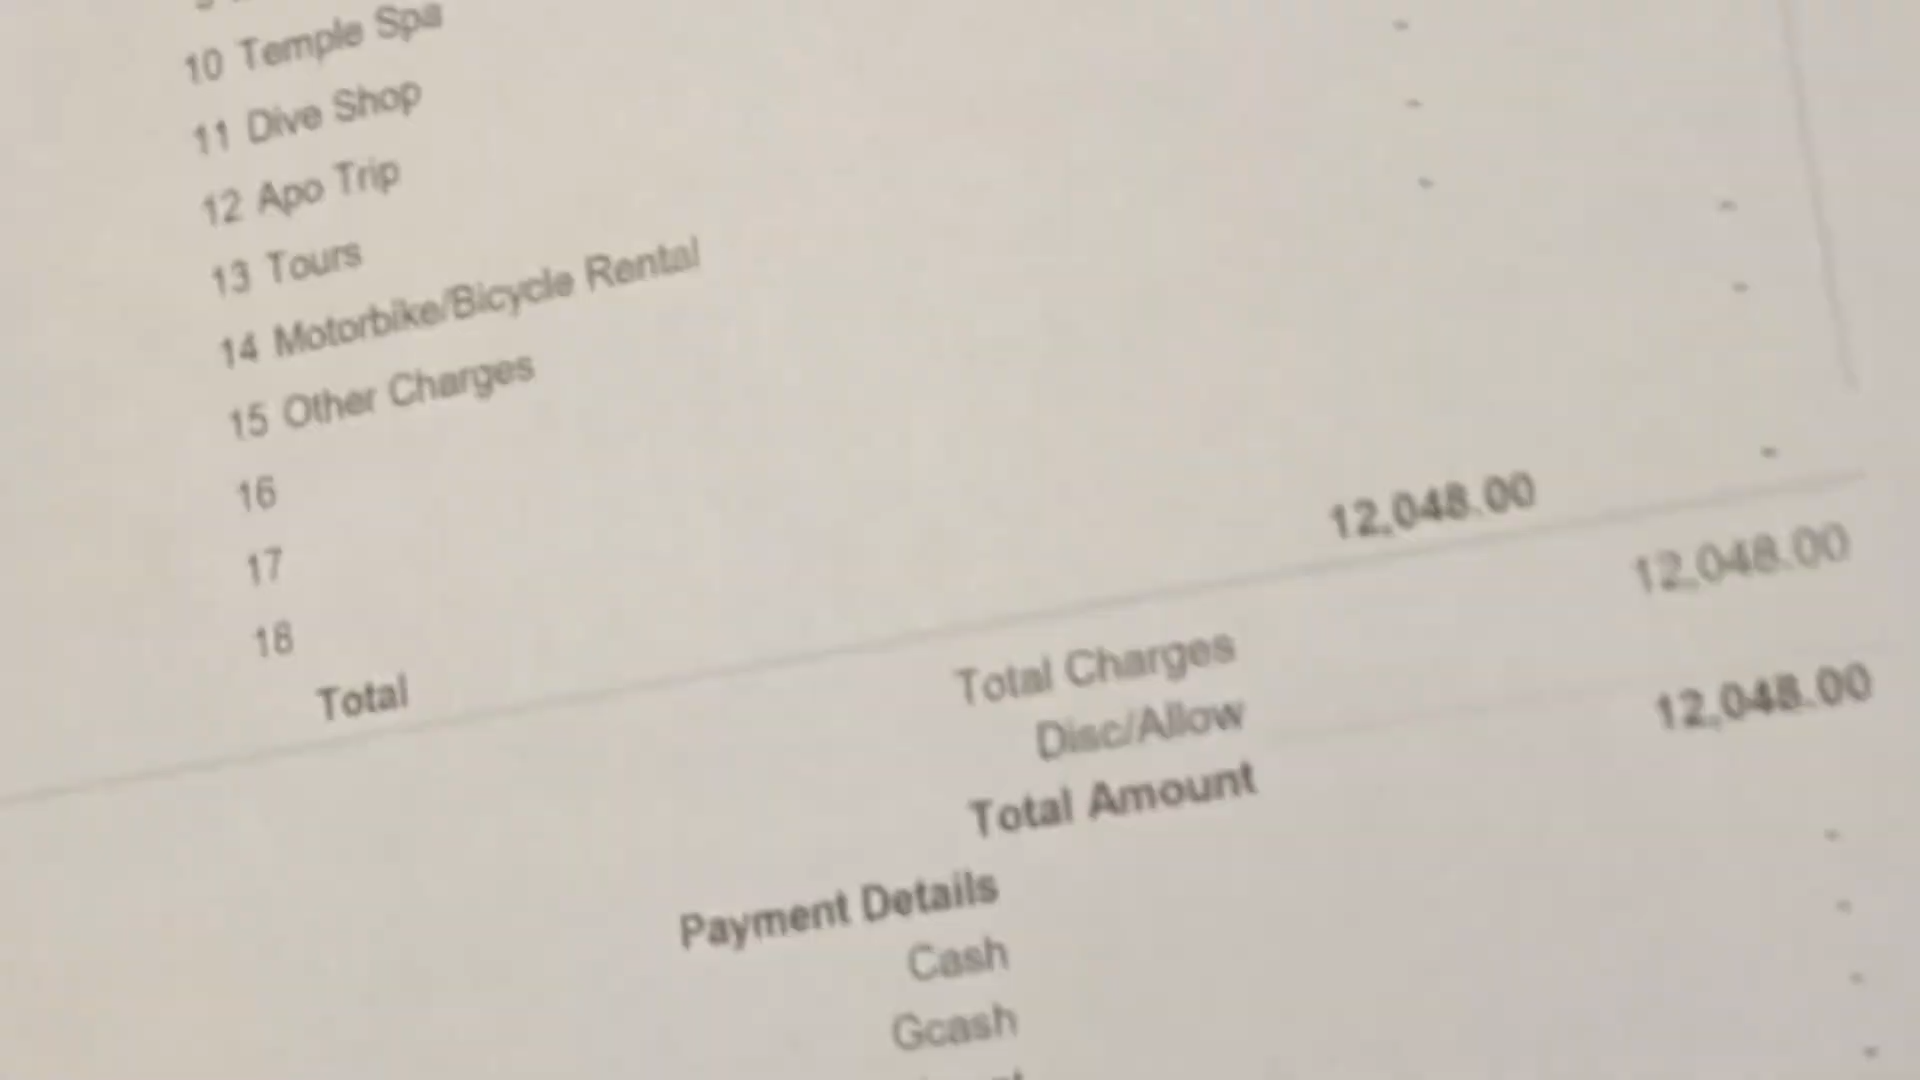 10 Temple Spa
11 Dive Shop
12 Apo Trip
13 Tours
14 Motorbike/Bicycle Rental
15 Other Charges
16
17
18
Total 12,048.00
Total Charges 12,048.00
Disc/Allow
Total Amount 12,048.00
Payment Details
Cash -
Gcash -